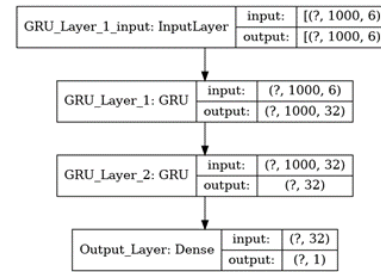 GRU_Layer_1_input: InputLayer
input: [(?, 1000, 6)
output: [(?, 1000, 6)
GRU_Layer_1: GRU
input: (?, 1000, 6)
output: (?, 1000, 32)
GRU_Layer_2: GRU
input: (?, 1000, 32)
output: (?, 32)
Output_Layer: Dense
input: (?, 32)
output: (?, 1)